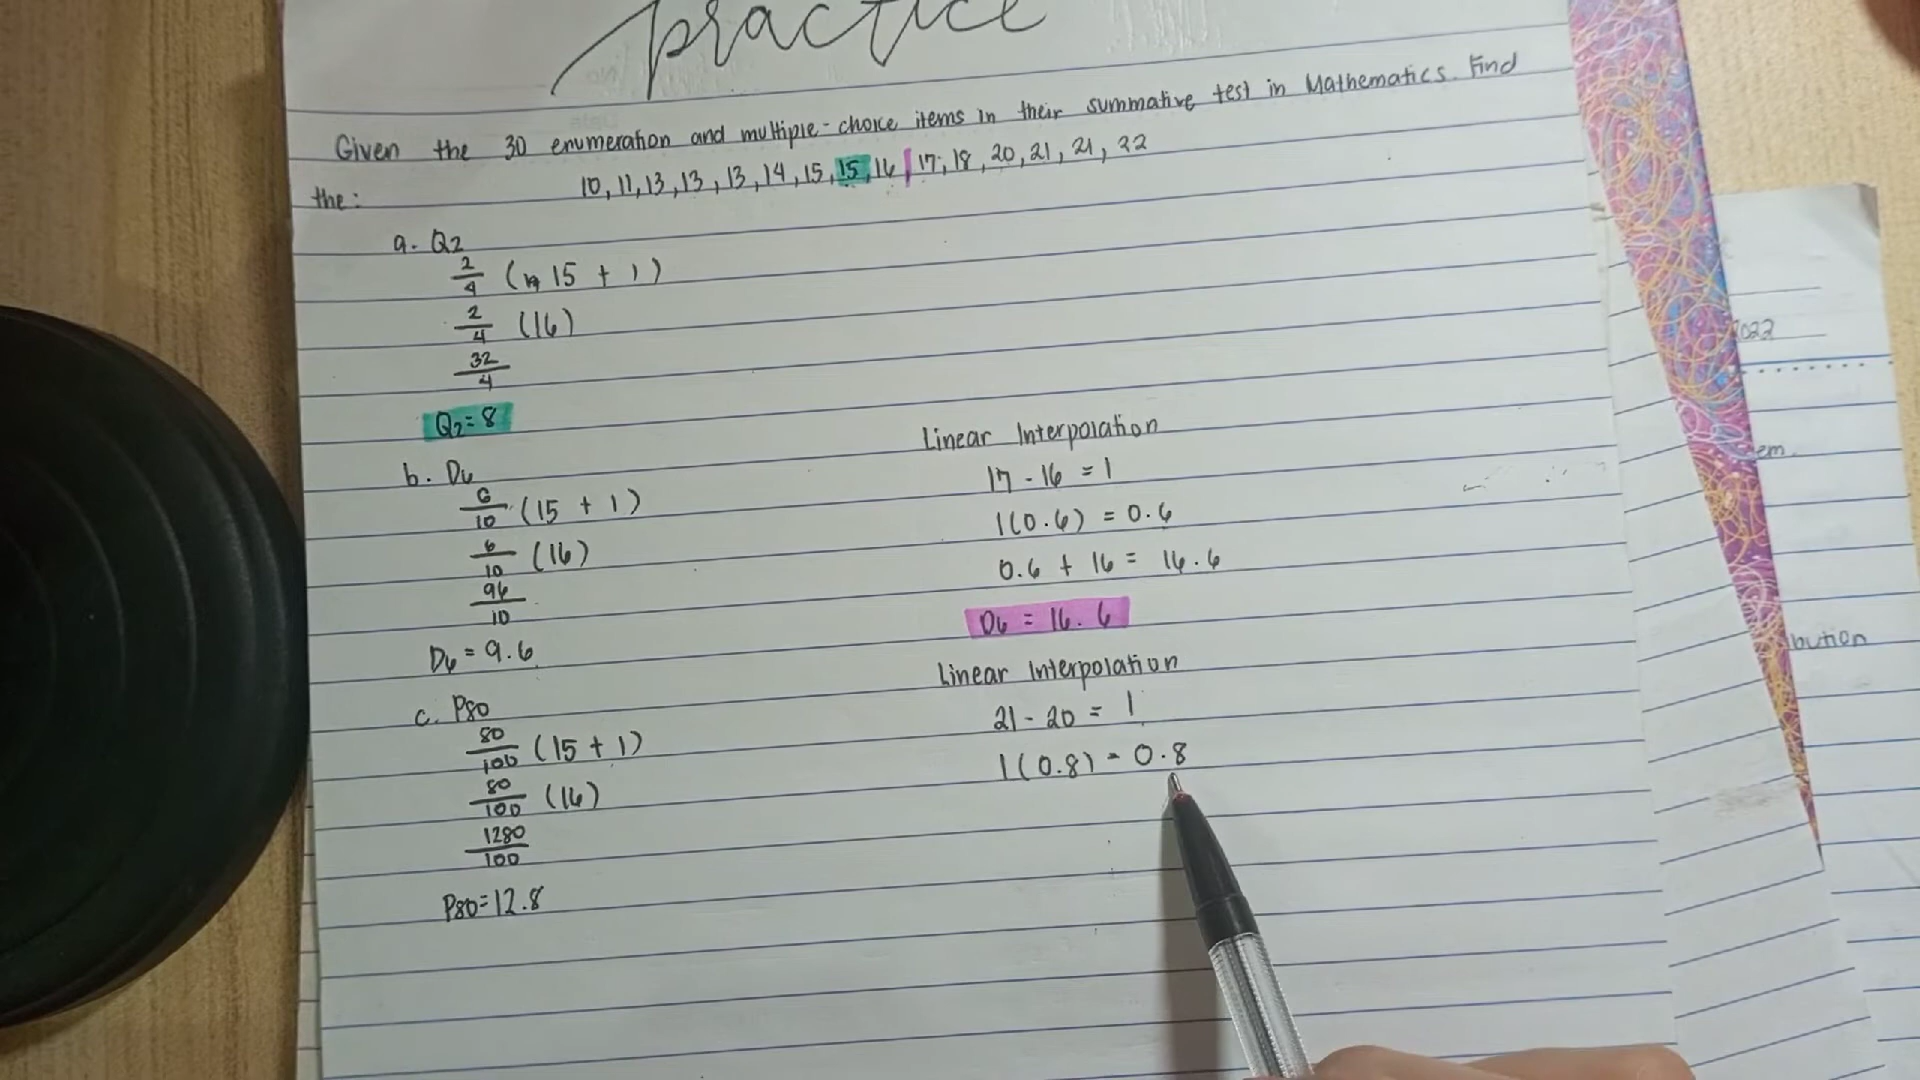 practice
Given the 30 enumeration and multiple-choice items in their summative test in Mathematics. Find
the: 10, 11, 13, 13, 13, 14, 15, 15, 16, 17, 18, 20, 21, 21, 22
a. Q2
2/4 (15 + 1)
2/4 (16)
32/4
Q2=8
b. D6
6/10 (15 + 1)
6/10 (16)
96/10
D6=9.6
c. P80
80/100 (15 + 1)
80/100 (16)
1280/100
P80=12.8
Linear Interpolation
17 - 16 = 1
1(0.6) = 0.6
0.6 + 16 = 16.6
D6 = 16.6
Linear Interpolation
21 - 20 = 1
1(0.8) = 0.8
2022
em.
bution